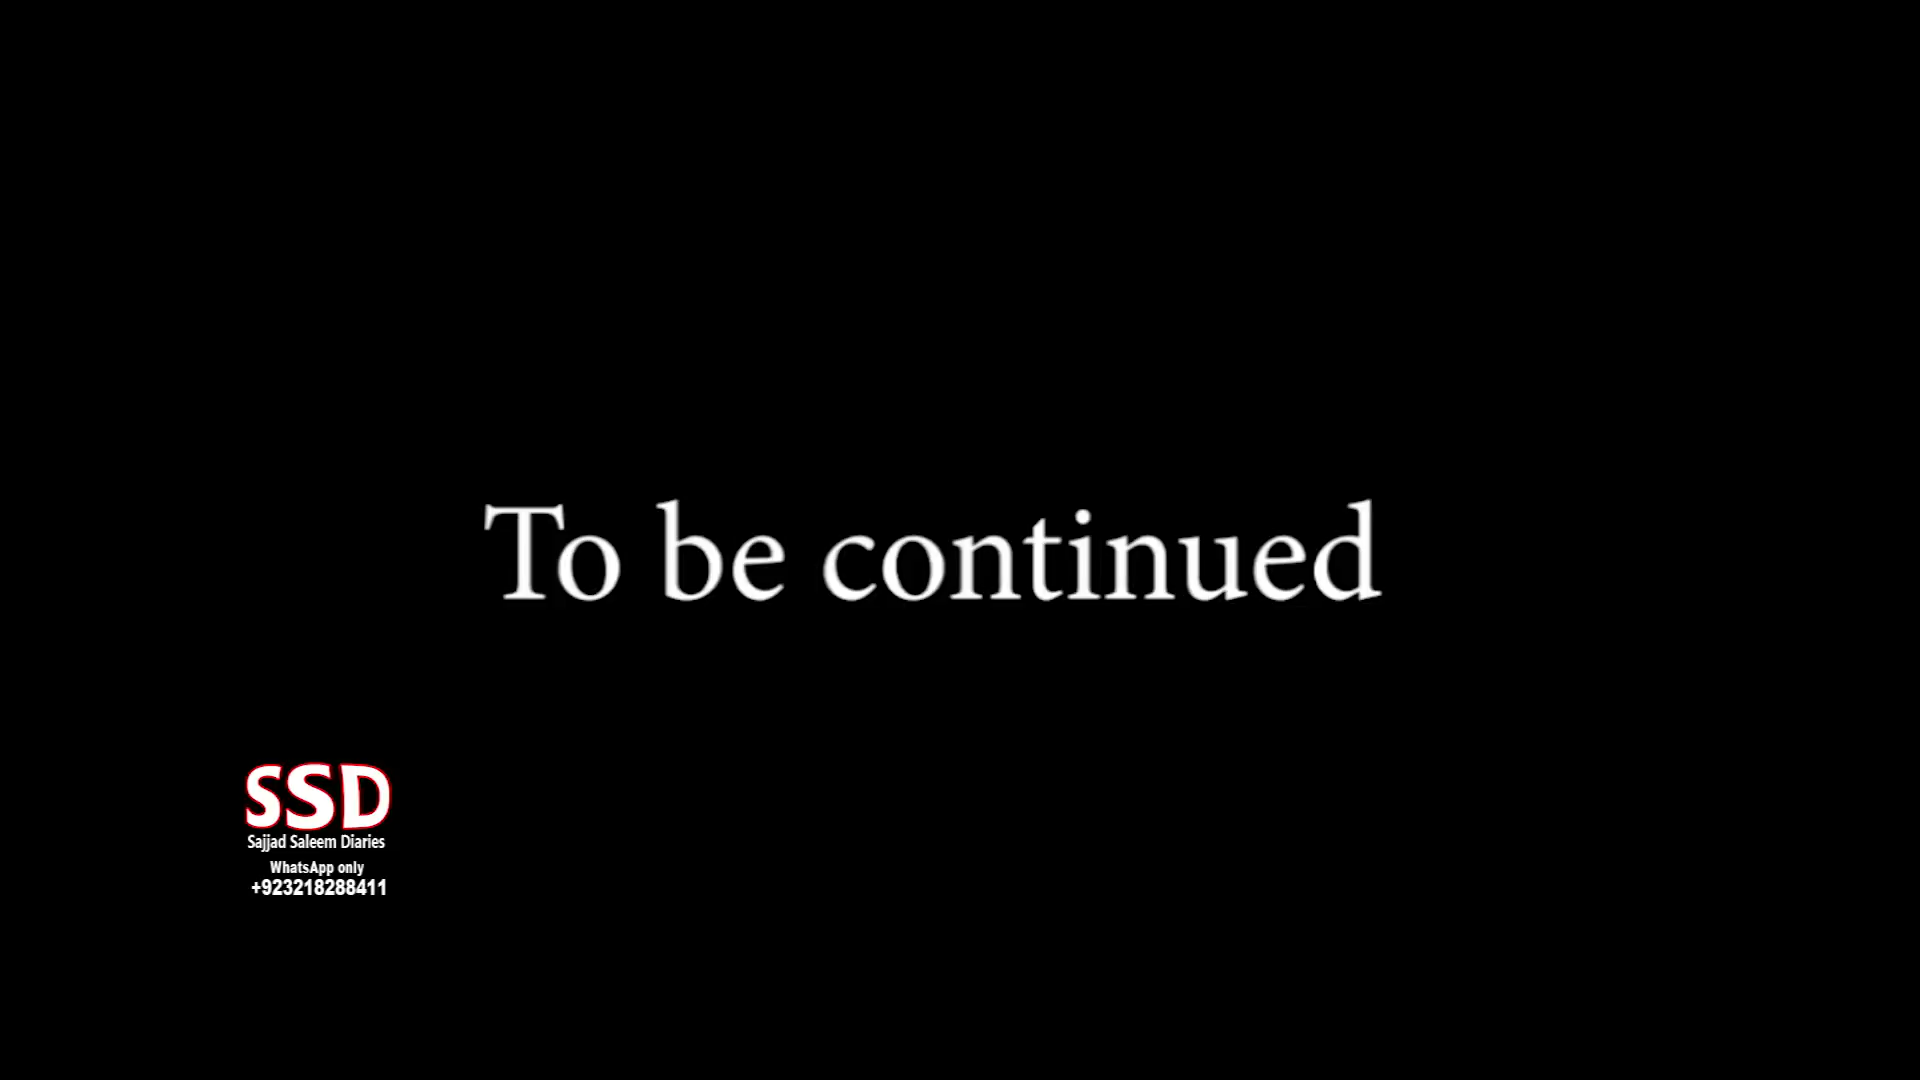 To be continued
SSD
Sajjad Saleem Diaries
WhatsApp only
+923218288411